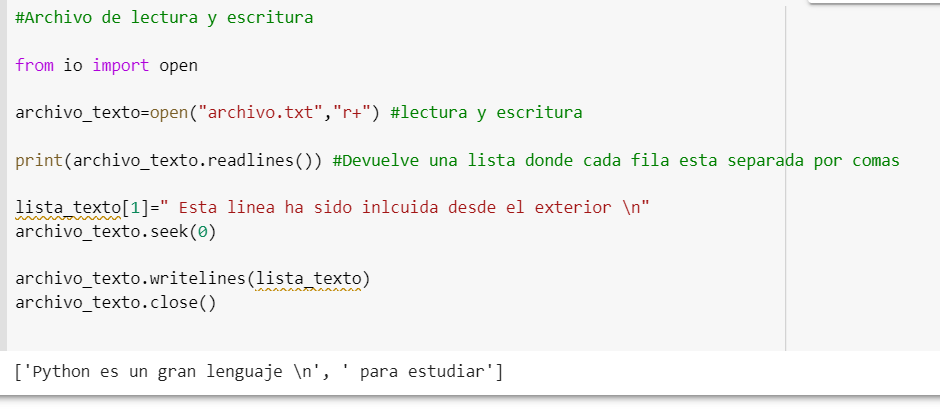 #Archivo de lectura y escritura
from io import open
archivo_texto=open("archivo.txt","r+") #lectura y escritura
print(archivo_texto.readlines()) #Devuelve una lista donde cada fila esta separada por comas
lista_texto[1]=" Esta linea ha sido inlcuida desde el exterior \n"
archivo_texto.seek(0)
archivo_texto.writelines(lista_texto)
archivo_texto.close()
['Python es un gran lenguaje \n', ' para estudiar']